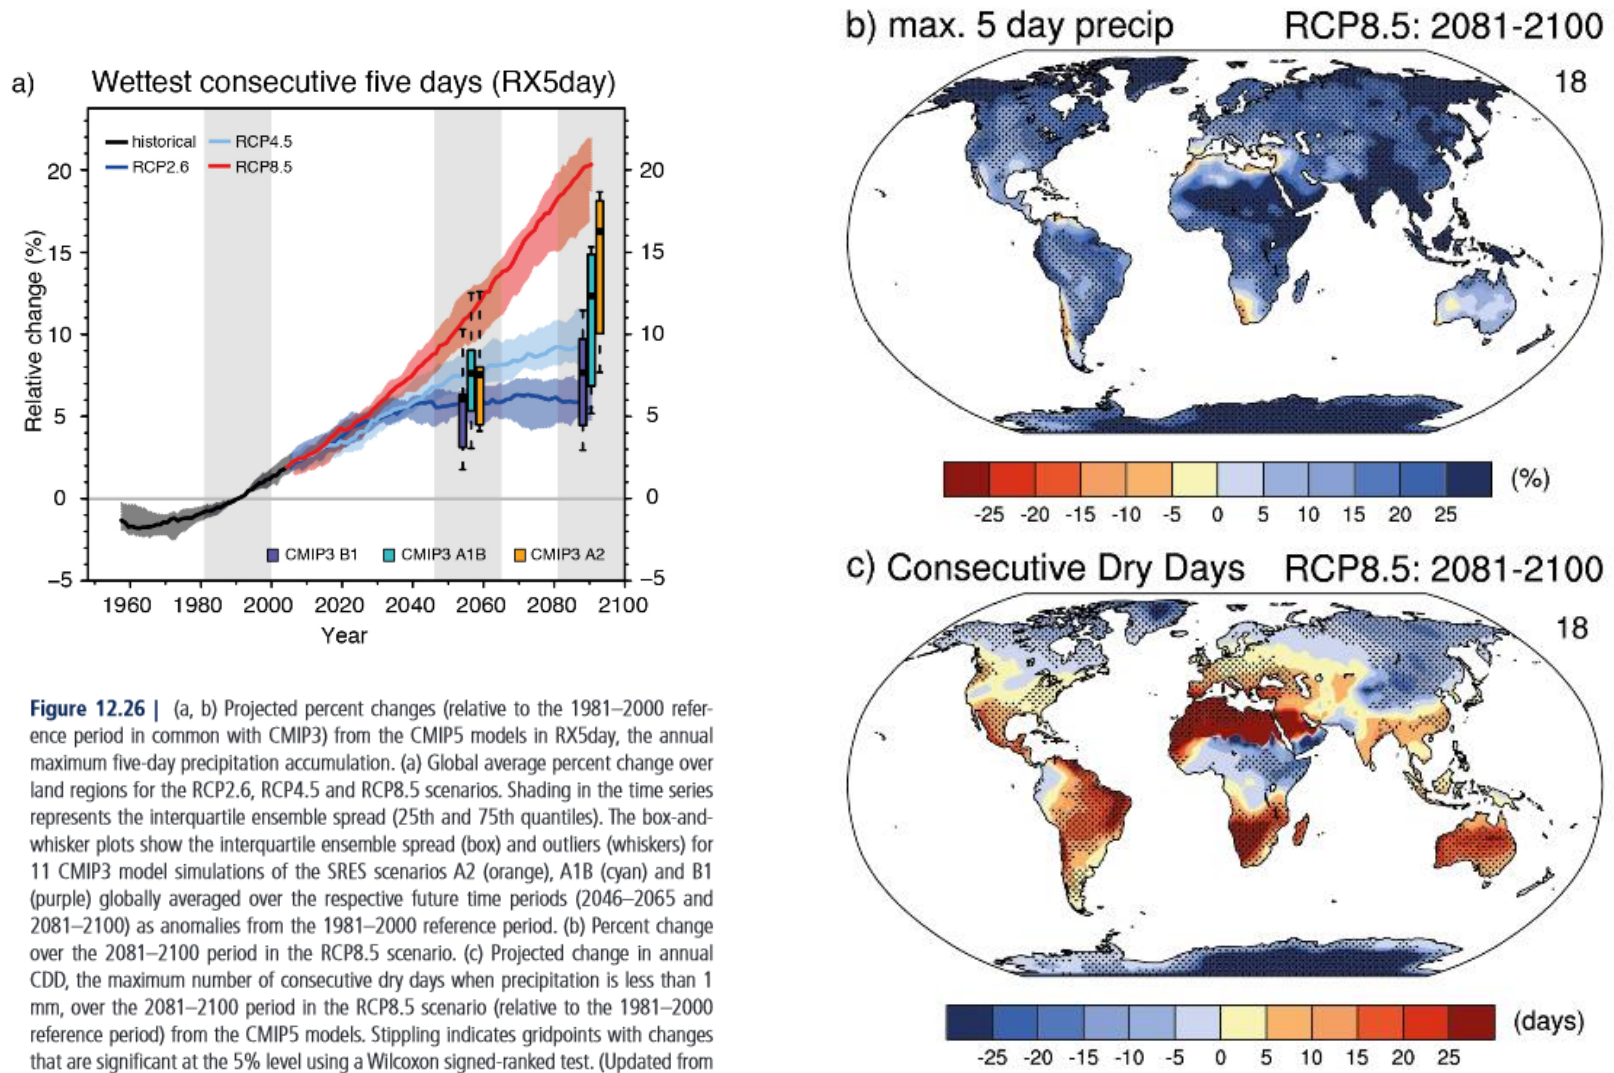 a)
Wettest consecutive five days (RX5day)
historical
RCP4.5
RCP2.6
RCP8.5
Relative change (%)
20
15
10
5
0
−5
20
15
10
5
0
−5
CMIP3 B1
CMIP3 A1B
CMIP3 A2
1960 1980 2000 2020 2040 2060 2080 2100
Year
Figure 12.26 | (a, b) Projected percent changes (relative to the 1981–2000 refer-
ence period in common with CMIP3) from the CMIP5 models in RX5day, the annual
maximum five-day precipitation accumulation. (a) Global average percent change over
land regions for the RCP2.6, RCP4.5 and RCP8.5 scenarios. Shading in the time series
represents the interquartile ensemble spread (25th and 75th quantiles). The box-and-
whisker plots show the interquartile ensemble spread (box) and outliers (whiskers) for
11 CMIP3 model simulations of the SRES scenarios A2 (orange), A1B (cyan) and B1
(purple) globally averaged over the respective future time periods (2046–2065 and
2081–2100) as anomalies from the 1981–2000 reference period. (b) Percent change
over the 2081–2100 period in the RCP8.5 scenario. (c) Projected change in annual
CDD, the maximum number of consecutive dry days when precipitation is less than 1
mm, over the 2081–2100 period in the RCP8.5 scenario (relative to the 1981–2000
reference period) from the CMIP5 models. Stippling indicates gridpoints with changes
that are significant at the 5% level using a Wilcoxon signed-ranked test. (Updated from
b) max. 5 day precip RCP8.5: 2081-2100
18
(%)
-25 -20 -15 -10 -5 0 5 10 15 20 25
c) Consecutive Dry Days RCP8.5: 2081-2100
18
(days)
-25 -20 -15 -10 -5 0 5 10 15 20 25